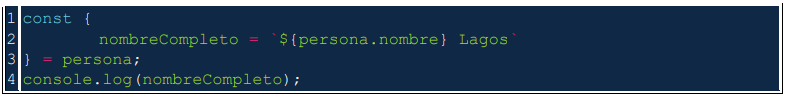 1 const {
2         nombreCompleto = `${persona.nombre} Lagos`
3 } = persona;
4 console.log(nombreCompleto);